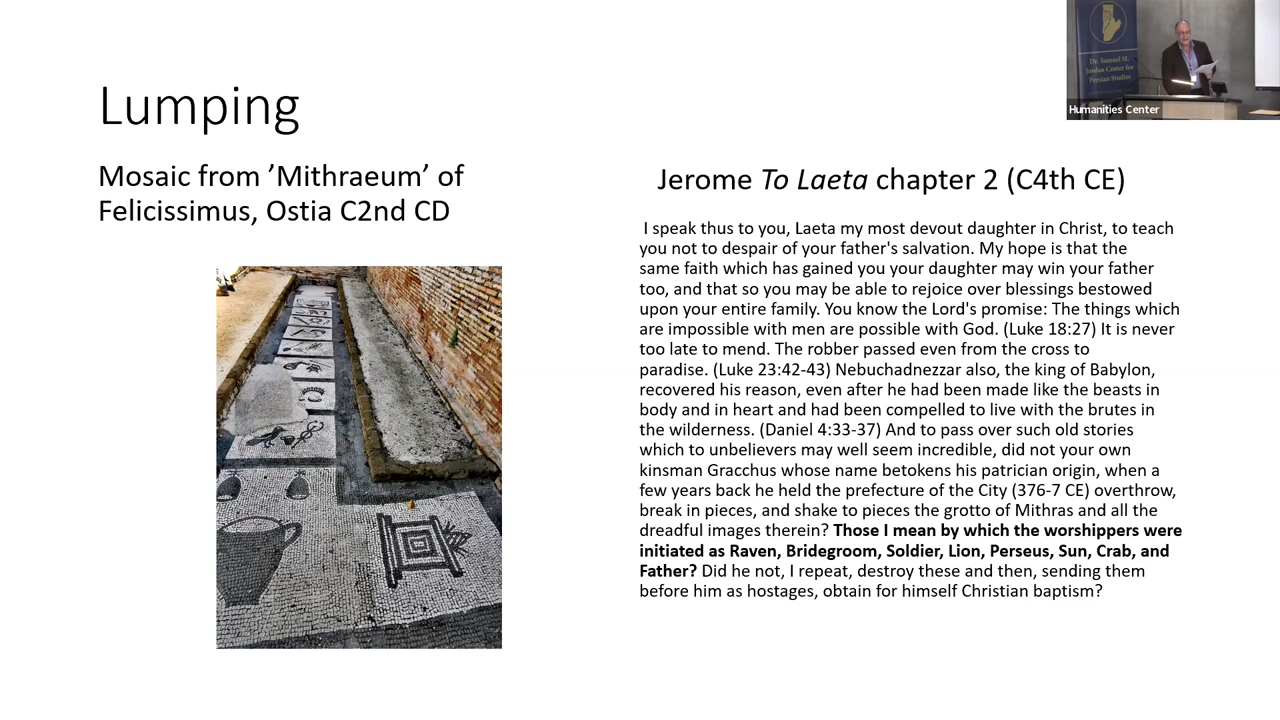 Lumping
Mosaic from ’Mithraeum’ of
Felicissimus, Ostia C2nd CD
Jerome To Laeta chapter 2 (C4th CE)
I speak thus to you, Laeta my most devout daughter in Christ, to teach
you not to despair of your father's salvation. My hope is that the
same faith which has gained you your daughter may win your father
too, and that so you may be able to rejoice over blessings bestowed
upon your entire family. You know the Lord's promise: The things which
are impossible with men are possible with God. (Luke 18:27) It is never
too late to mend. The robber passed even from the cross to
paradise. (Luke 23:42-43) Nebuchadnezzar also, the king of Babylon,
recovered his reason, even after he had been made like the beasts in
body and in heart and had been compelled to live with the brutes in
the wilderness. (Daniel 4:33-37) And to pass over such old stories
which to unbelievers may well seem incredible, did not your own
kinsman Gracchus whose name betokens his patrician origin, when a
few years back he held the prefecture of the City (376-7 CE) overthrow,
break in pieces, and shake to pieces the grotto of Mithras and all the
dreadful images therein? Those I mean by which the worshippers were
initiated as Raven, Bridegroom, Soldier, Lion, Perseus, Sun, Crab, and
Father? Did he not, I repeat, destroy these and then, sending them
before him as hostages, obtain for himself Christian baptism?
Dr. Samuel M.
Jordan Center for
Persian Studies
Humanities Center